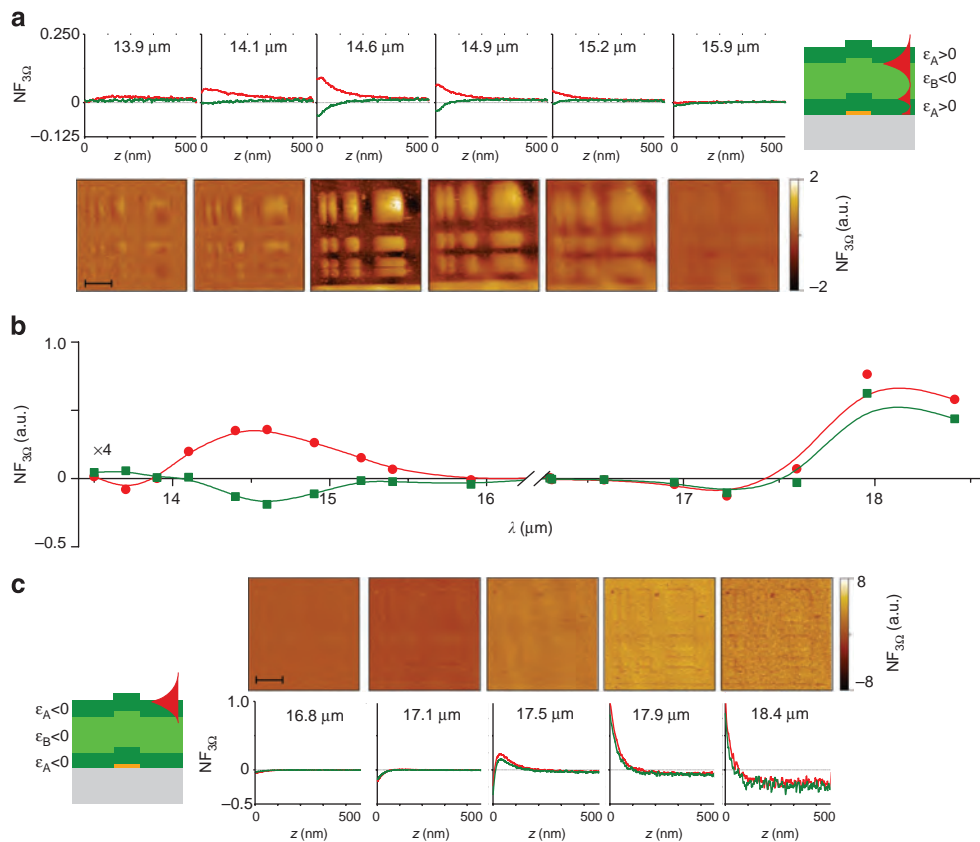 a
0.250
0
−0.125
NF3Ω
13.9 µm
14.1 µm
14.6 µm
14.9 µm
15.2 µm
15.9 µm
0 500 0 500 0 500 0 500 0 500 0 500
z (nm) z (nm) z (nm) z (nm) z (nm) z (nm)
εA>0
εB<0
εA>0
2
−2
NF3Ω (a.u.)
b
1.0
0
−0.5
NF3Ω (a.u.)
×4
14 15 16 17 18
λ (µm)
c
8
−8
NF3Ω (a.u.)
εA<0
εB<0
εA<0
1.0
0
−0.5
NF3Ω
16.8 µm
17.1 µm
17.5 µm
17.9 µm
18.4 µm
0 500 0 500 0 500 0 500 0 500
z (nm) z (nm) z (nm) z (nm) z (nm)